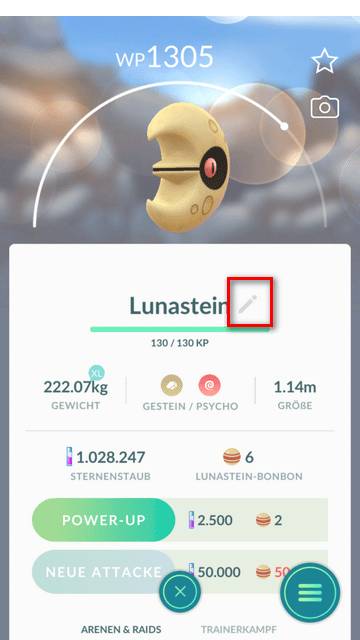 WP1305
Lunastein
130 / 130 KP
XL
222.07kg
GEWICHT
GESTEIN / PSYCHO
1.14m
GRÖßE
1.028.247
STERNENSTAUB
6
LUNASTEIN-BONBON
POWER-UP 2.500 2
NEUE ATTACKE 50.000
ARENEN & RAIDS TRAINERKAMPF